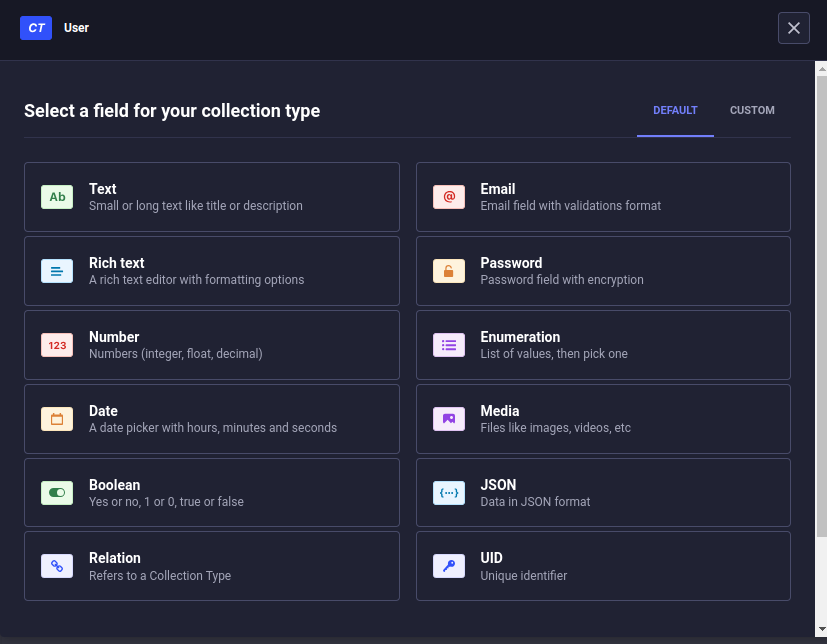 CT User
Select a field for your collection type
DEFAULT CUSTOM
Ab Text
Small or long text like title or description
@ Email
Email field with validations format
Rich text
A rich text editor with formatting options
Password
Password field with encryption
123 Number
Numbers (integer, float, decimal)
Enumeration
List of values, then pick one
Date
A date picker with hours, minutes and seconds
Media
Files like images, videos, etc
Boolean
Yes or no, 1 or 0, true or false
{···} JSON
Data in JSON format
Relation
Refers to a Collection Type
UID
Unique identifier